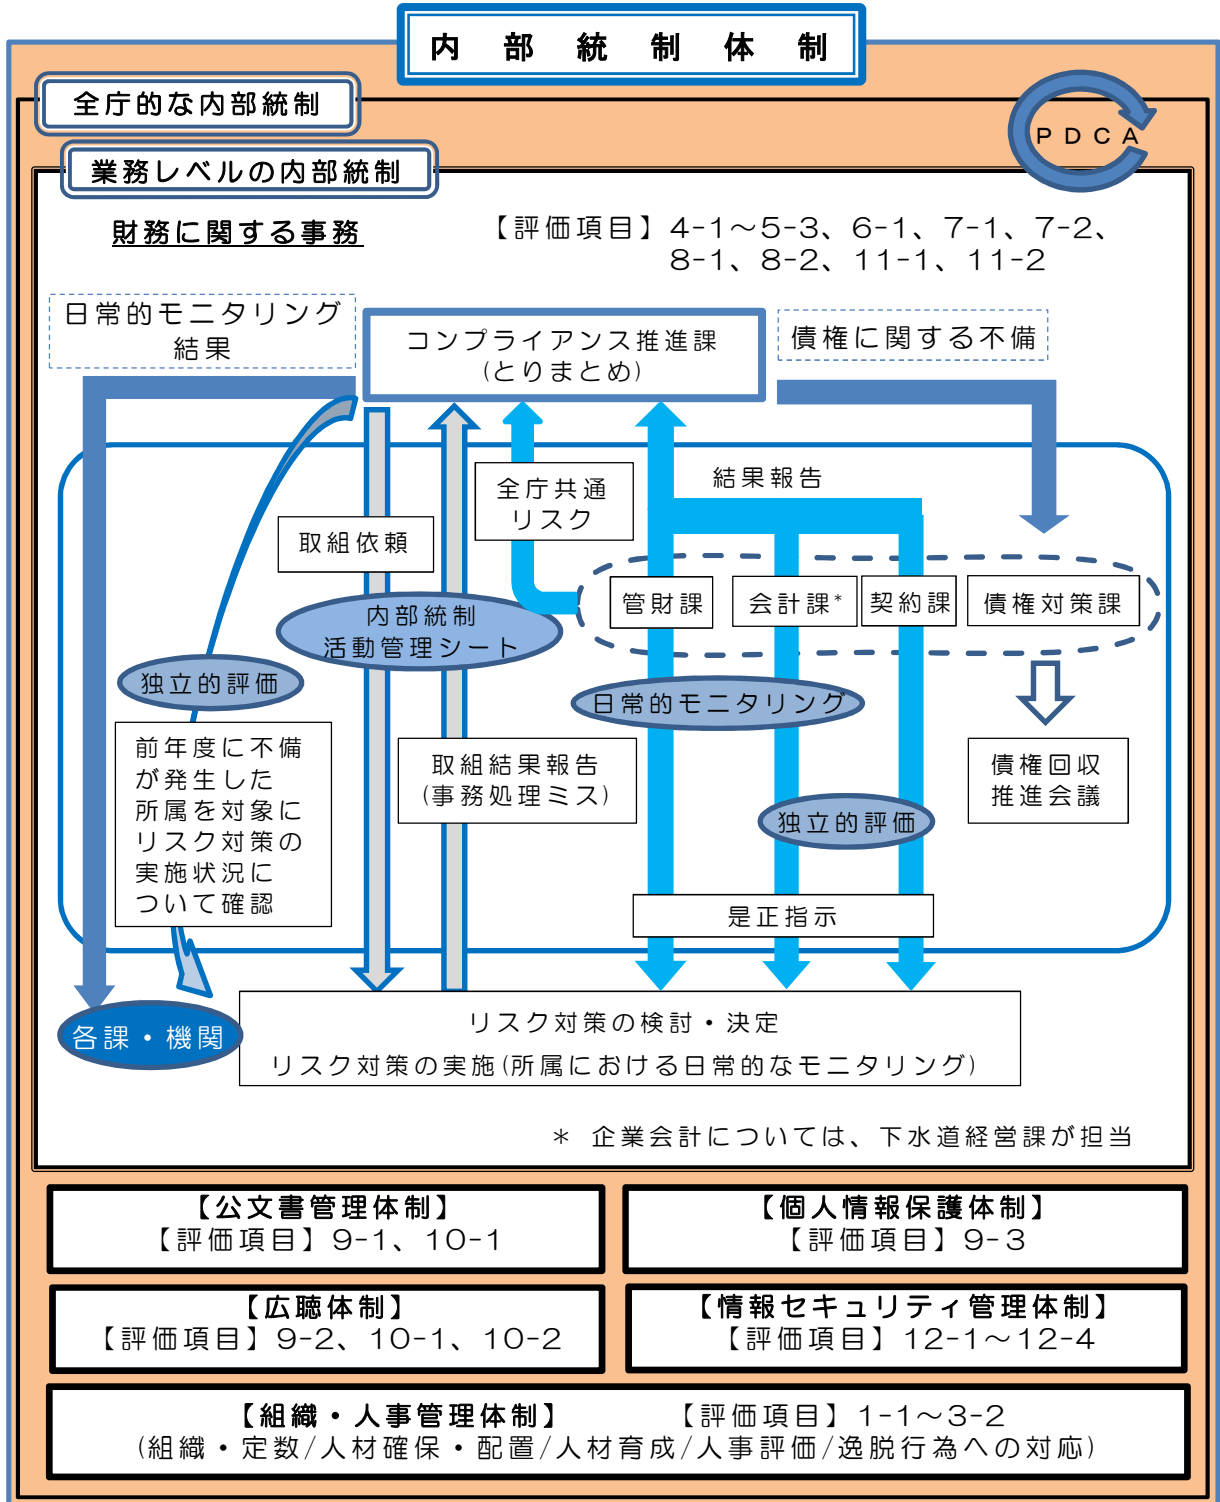 内部統制体制
全庁的な内部統制
PDCA
業務レベルの内部統制
財務に関する事務
【評価項目】4-1～5-3、6-1、7-1、7-2、
8-1、8-2、11-1、11-2
日常的モニタリング
結果
コンプライアンス推進課
(とりまとめ)
債権に関する不備
全庁共通
リスク
結果報告
取組依頼
管財課
会計課*
契約課
債権対策課
内部統制
活動管理シート
独立的評価
日常的モニタリング
前年度に不備
が発生した
所属を対象に
リスク対策の
実施状況に
ついて確認
取組結果報告
(事務処理ミス)
債権回収
推進会議
独立的評価
是正指示
各課・機関
リスク対策の検討・決定
リスク対策の実施(所属における日常的なモニタリング)
* 企業会計については、下水道経営課が担当
【公文書管理体制】
【評価項目】9-1、10-1
【個人情報保護体制】
【評価項目】9-3
【広聴体制】
【評価項目】9-2、10-1、10-2
【情報セキュリティ管理体制】
【評価項目】12-1～12-4
【組織・人事管理体制】 【評価項目】1-1～3-2
(組織・定数/人材確保・配置/人材育成/人事評価/逸脱行為への対応)